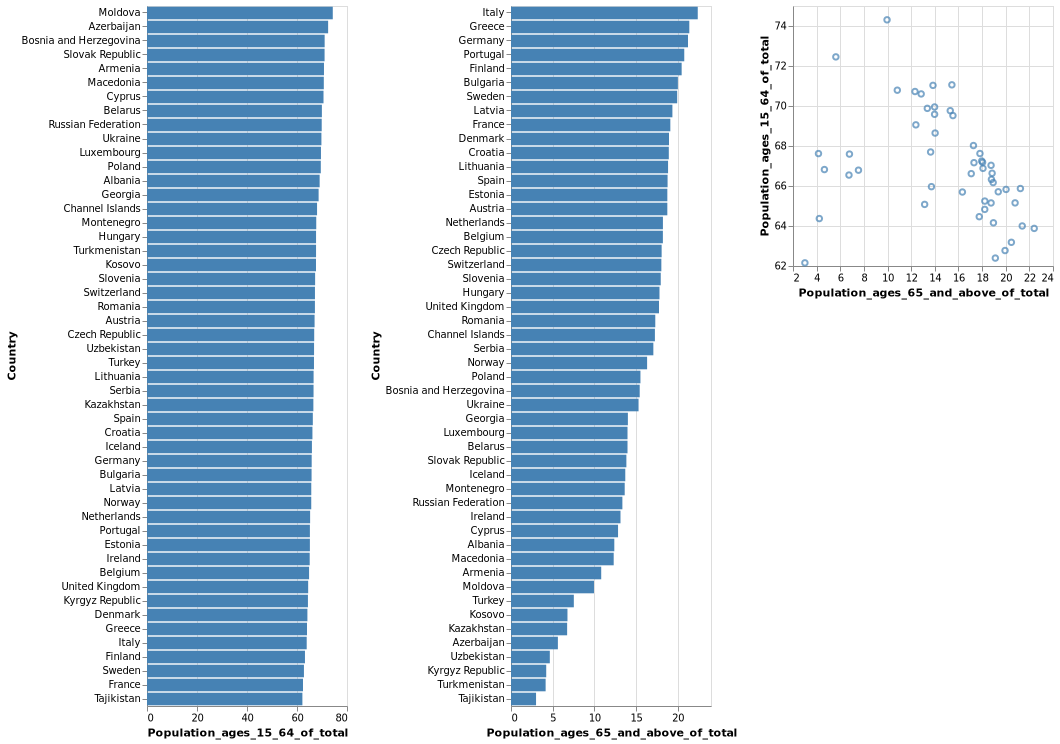 Country
Moldova
Azerbaijan
Bosnia and Herzegovina
Slovak Republic
Armenia
Macedonia
Cyprus
Belarus
Russian Federation
Ukraine
Luxembourg
Poland
Albania
Georgia
Channel Islands
Montenegro
Hungary
Turkmenistan
Kosovo
Slovenia
Switzerland
Romania
Austria
Czech Republic
Uzbekistan
Turkey
Lithuania
Serbia
Kazakhstan
Spain
Croatia
Iceland
Germany
Bulgaria
Latvia
Norway
Netherlands
Portugal
Estonia
Ireland
Belgium
United Kingdom
Kyrgyz Republic
Denmark
Greece
Italy
Finland
Sweden
France
Tajikistan
0 20 40 60 80
Population_ages_15_64_of_total
Country
Italy
Greece
Germany
Portugal
Finland
Bulgaria
Sweden
Latvia
France
Denmark
Croatia
Lithuania
Spain
Estonia
Austria
Netherlands
Belgium
Czech Republic
Switzerland
Slovenia
Hungary
United Kingdom
Romania
Channel Islands
Serbia
Norway
Poland
Bosnia and Herzegovina
Ukraine
Georgia
Luxembourg
Belarus
Slovak Republic
Iceland
Montenegro
Russian Federation
Ireland
Cyprus
Albania
Macedonia
Armenia
Moldova
Turkey
Kosovo
Kazakhstan
Azerbaijan
Uzbekistan
Kyrgyz Republic
Turkmenistan
Tajikistan
0 5 10 15 20
Population_ages_65_and_above_of_total
Population_ages_15_64_of_total
74
72
70
68
66
64
62
2 4 6 8 10 12 14 16 18 20 22 24
Population_ages_65_and_above_of_total